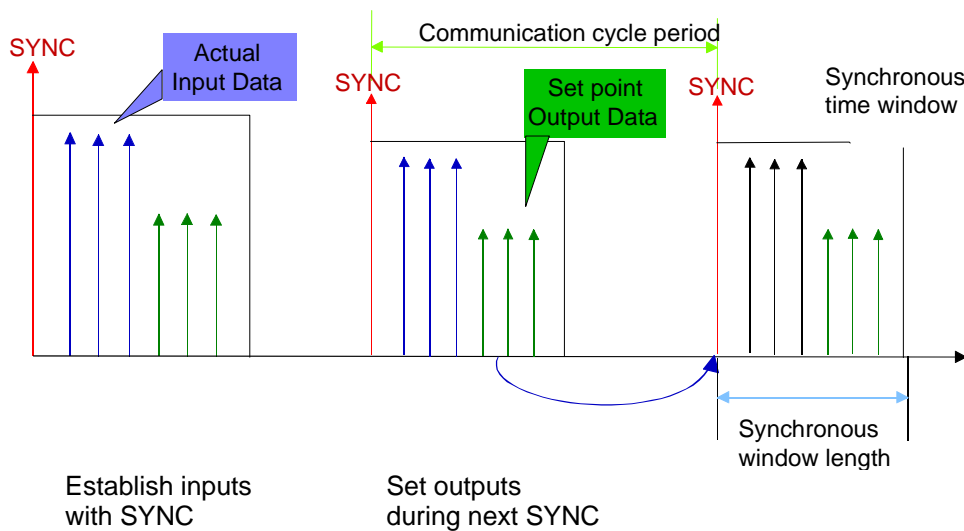 Communication cycle period
SYNC
Actual
Input Data
SYNC
Set point
Output Data
SYNC
Synchronous
time window
Synchronous
window length
Establish inputs
with SYNC
Set outputs
during next SYNC